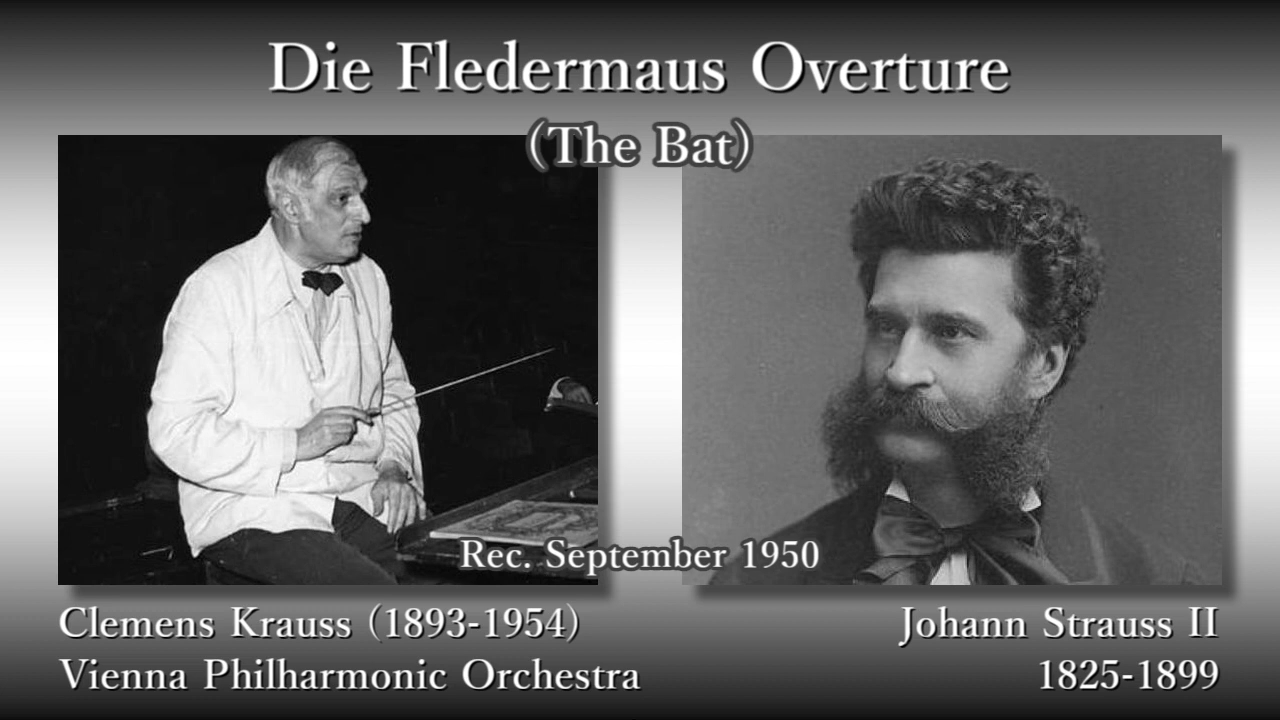 Die Fledermaus Overture
(The Bat)
Rec. September 1950
Clemens Krauss (1893-1954)
Vienna Philharmonic Orchestra
Johann Strauss II
1825-1899